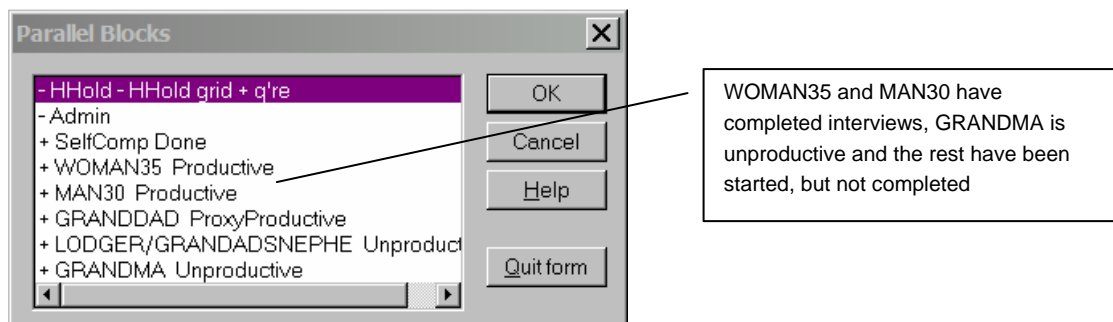 Parallel Blocks
- HHold - HHold grid + q're
- Admin
+ SelfComp Done
+ WOMAN35 Productive
+ MAN30 Productive
+ GRANDDAD ProxyProductive
+ LODGER/GRANDADSNEPHE Unproduct
+ GRANDMA Unproductive
OK
Cancel
Help
Quit form
WOMAN35 and MAN30 have
completed interviews, GRANDMA is
unproductive and the rest have been
started, but not completed